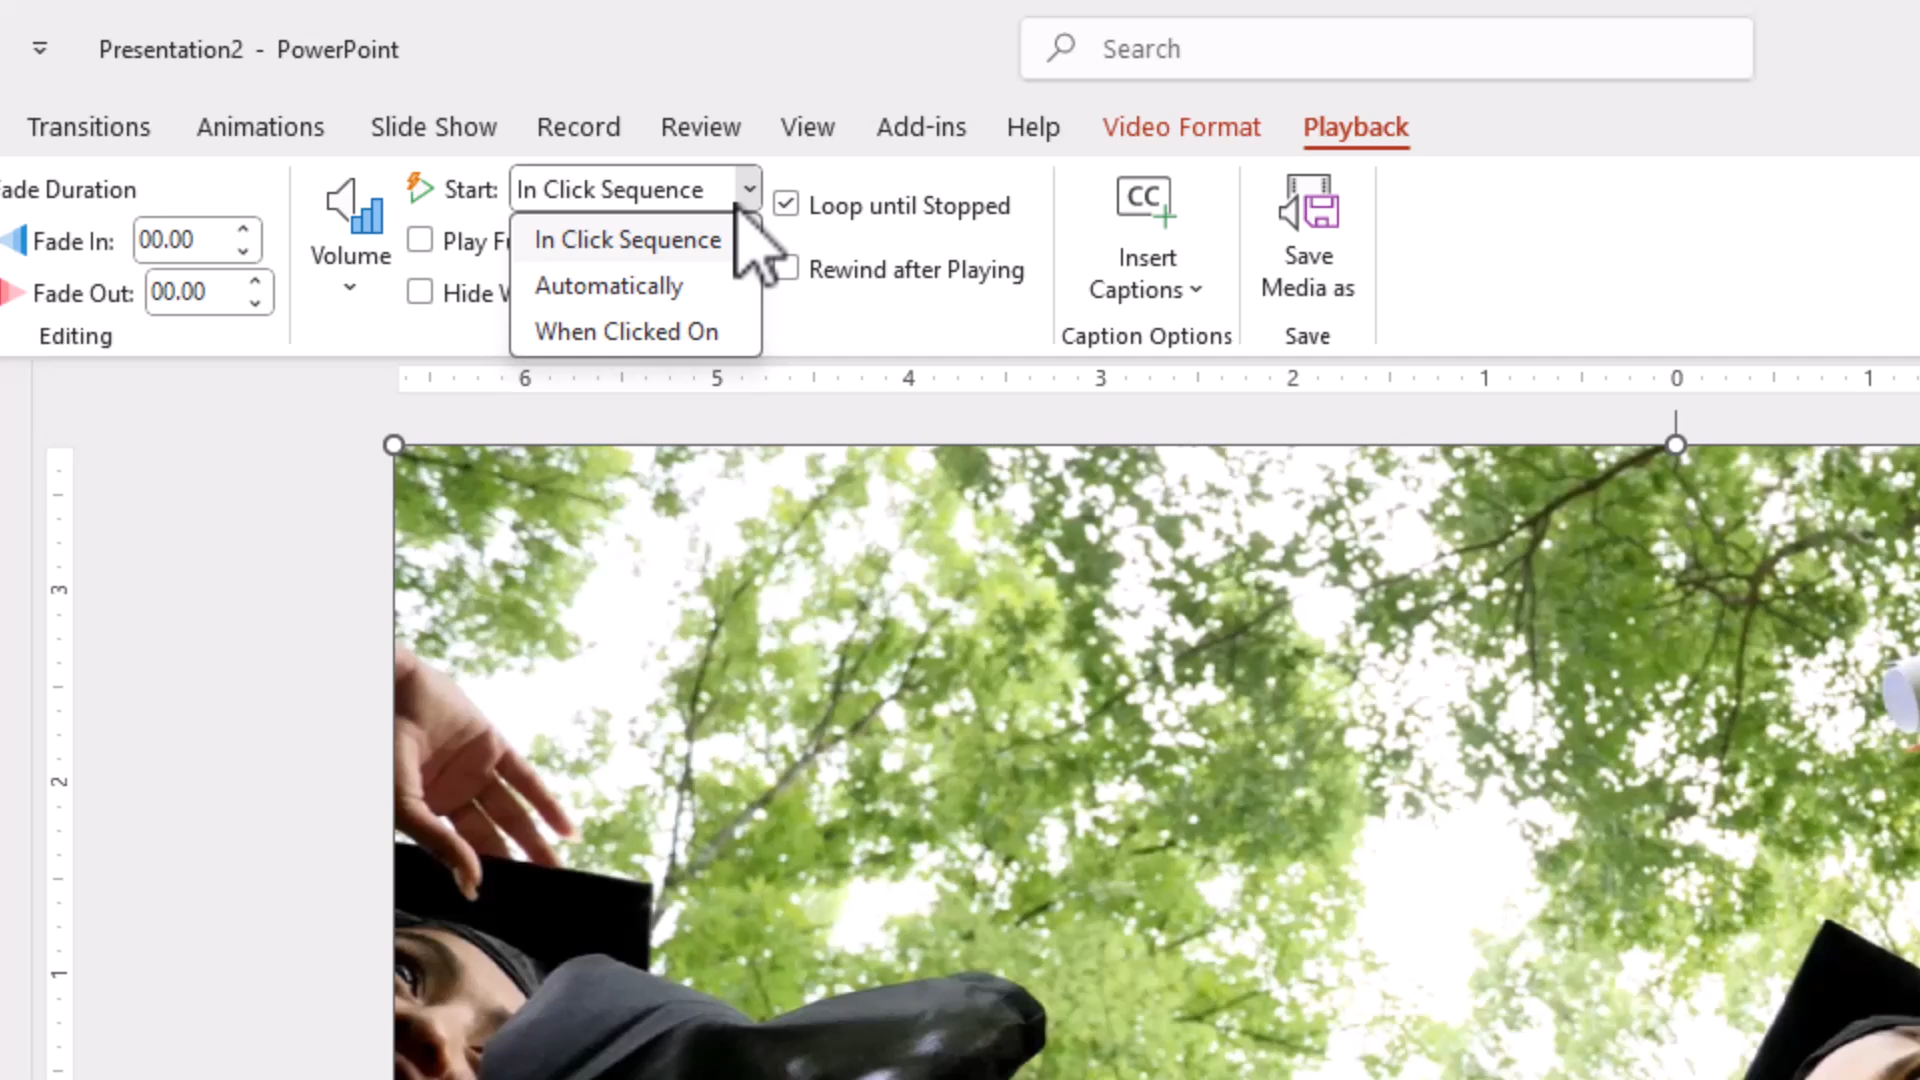 Presentation2 - PowerPoint
Search
Transitions Animations Slide Show Record Review View Add-ins Help Video Format Playback
ade Duration
Fade In: 00.00
Fade Out: 00.00
Editing
Volume
Start: In Click Sequence
Play F
Hide
In Click Sequence
Automatically
When Clicked On
Loop until Stopped
Rewind after Playing
CC
Insert
Captions
Caption Options
Save
Media as
Save
6 5 4 3 2 1 0 1
3
2
1